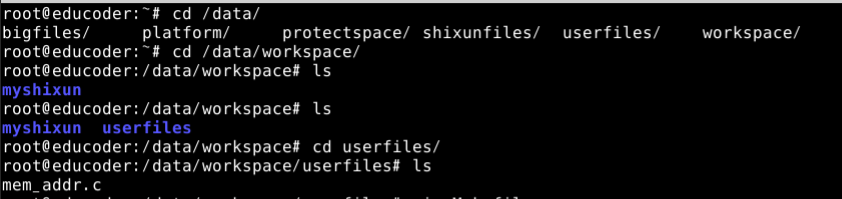 root@educoder:~# cd /data/
bigfiles/ platform/ protectspace/ shixunfiles/ userfiles/ workspace/
root@educoder:~# cd /data/workspace/
root@educoder:/data/workspace# ls
myshixun
root@educoder:/data/workspace# ls
myshixun userfiles
root@educoder:/data/workspace# cd userfiles/
root@educoder:/data/workspace/userfiles# ls
mem_addr.c